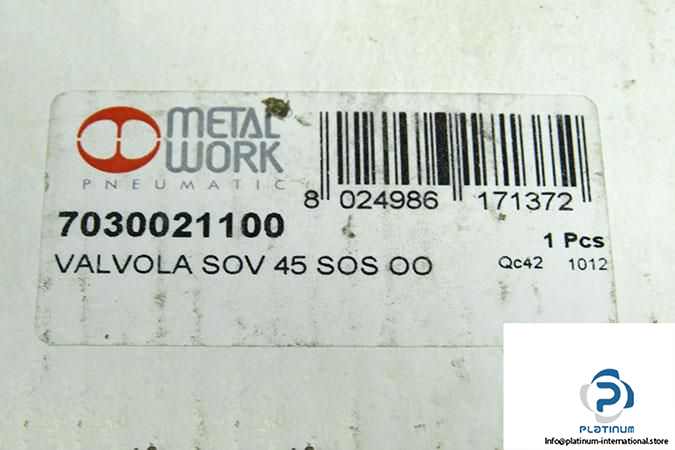 METAL
WORK
PNEUMATIC
8 024986 171372
7030021100
1 Pcs
VALVOLA SOV 45 SOS OO
Qc42 1012
PLATINUM
Info@platinum-international.store